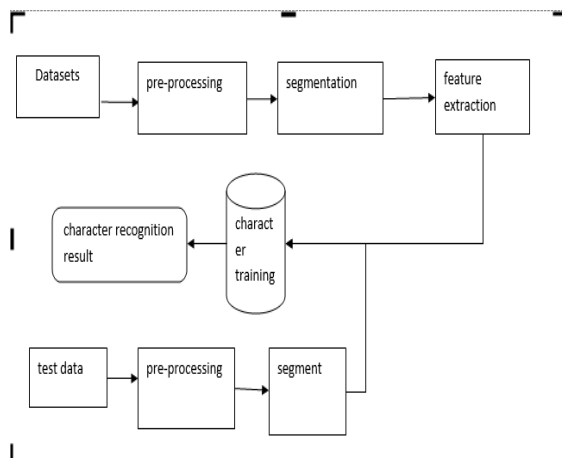 Datasets
pre-processing
segmentation
feature
extraction
character recognition
result
charact
er
training
test data
pre-processing
segment